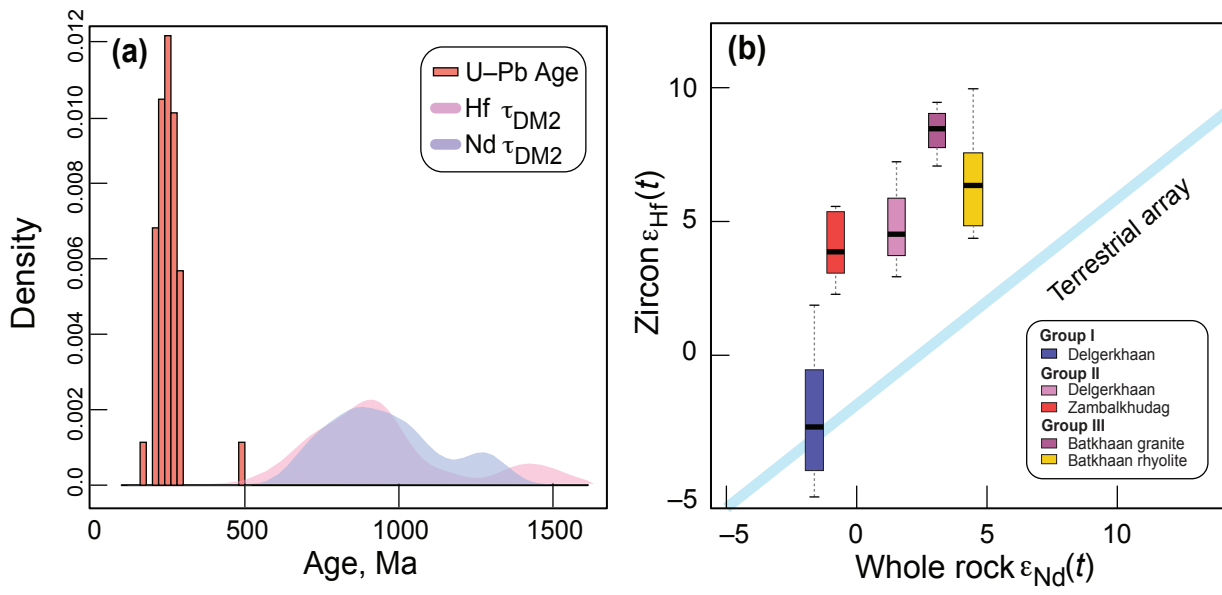 (a)
U–Pb Age
Hf τDM2
Nd τDM2
Density
0.012
0.010
0.008
0.006
0.004
0.002
0.0
0
500
1000
1500
Age, Ma
(b)
Zircon εHf(t)
10
5
0
–5
Terrestrial array
Group I
Delgerkhaan
Group II
Delgerkhaan
Zambalkhudag
Group III
Batkhaan granite
Batkhaan rhyolite
–5
0
5
10
Whole rock εNd(t)